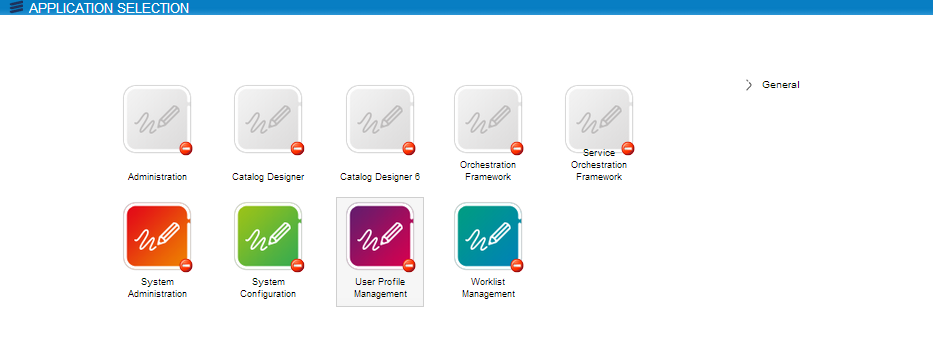 APPLICATION SELECTION
General
Administration
Catalog Designer
Catalog Designer 6
Orchestration
Framework
Service
Orchestration
Framework
System
Administration
System
Configuration
User Profile
Management
Worklist
Management